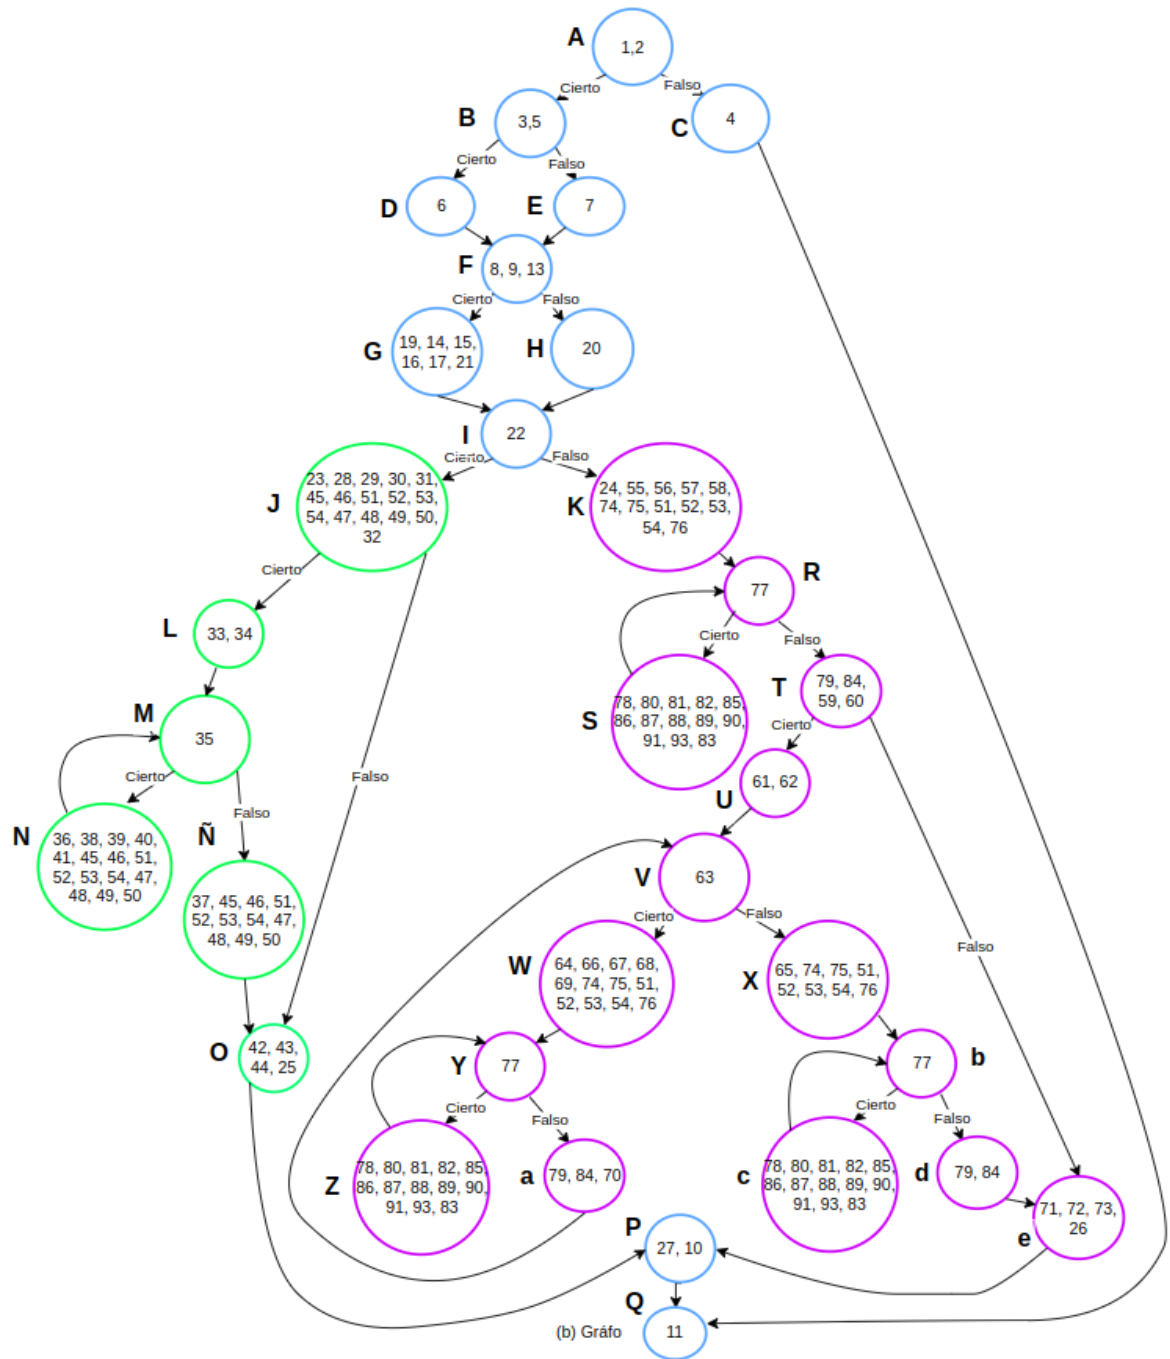 A
1,2
Cierto
Falso
B
3,5
C
4
Cierto
Falso
D
6
E
7
F
8, 9, 13
Cierto
Falso
G
19, 14, 15,
16, 17, 21
H
20
I
22
Cierto
Falso
J
23, 28, 29, 30, 31,
45, 46, 51, 52, 53,
54, 47, 48, 49, 50,
32
K
24, 55, 56, 57, 58,
74, 75, 51, 52, 53,
54, 76
Cierto
R
77
L
33, 34
Cierto
Falso
T
79, 84,
59, 60
M
35
S
78, 80, 81, 82, 85,
86, 87, 88, 89, 90,
91, 93, 83
Cierto
Cierto
Falso
U
61, 62
Falso
N
36, 38, 39, 40,
41, 45, 46, 51,
52, 53, 54, 47,
48, 49, 50
Ñ
37, 45, 46, 51,
52, 53, 54, 47,
48, 49, 50
V
63
Cierto
Falso
Falso
W
64, 66, 67, 68,
69, 74, 75, 51,
52, 53, 54, 76
X
65, 74, 75, 51,
52, 53, 54, 76
O
42, 43,
44, 25
Y
77
b
77
Cierto
Falso
Cierto
Falso
Z
78, 80, 81, 82, 85,
86, 87, 88, 89, 90,
91, 93, 83
a
79, 84, 70
c
78, 80, 81, 82, 85,
86, 87, 88, 89, 90,
91, 93, 83
d
79, 84
e
71, 72, 73,
26
P
27, 10
Q
11
(b) Gráfo